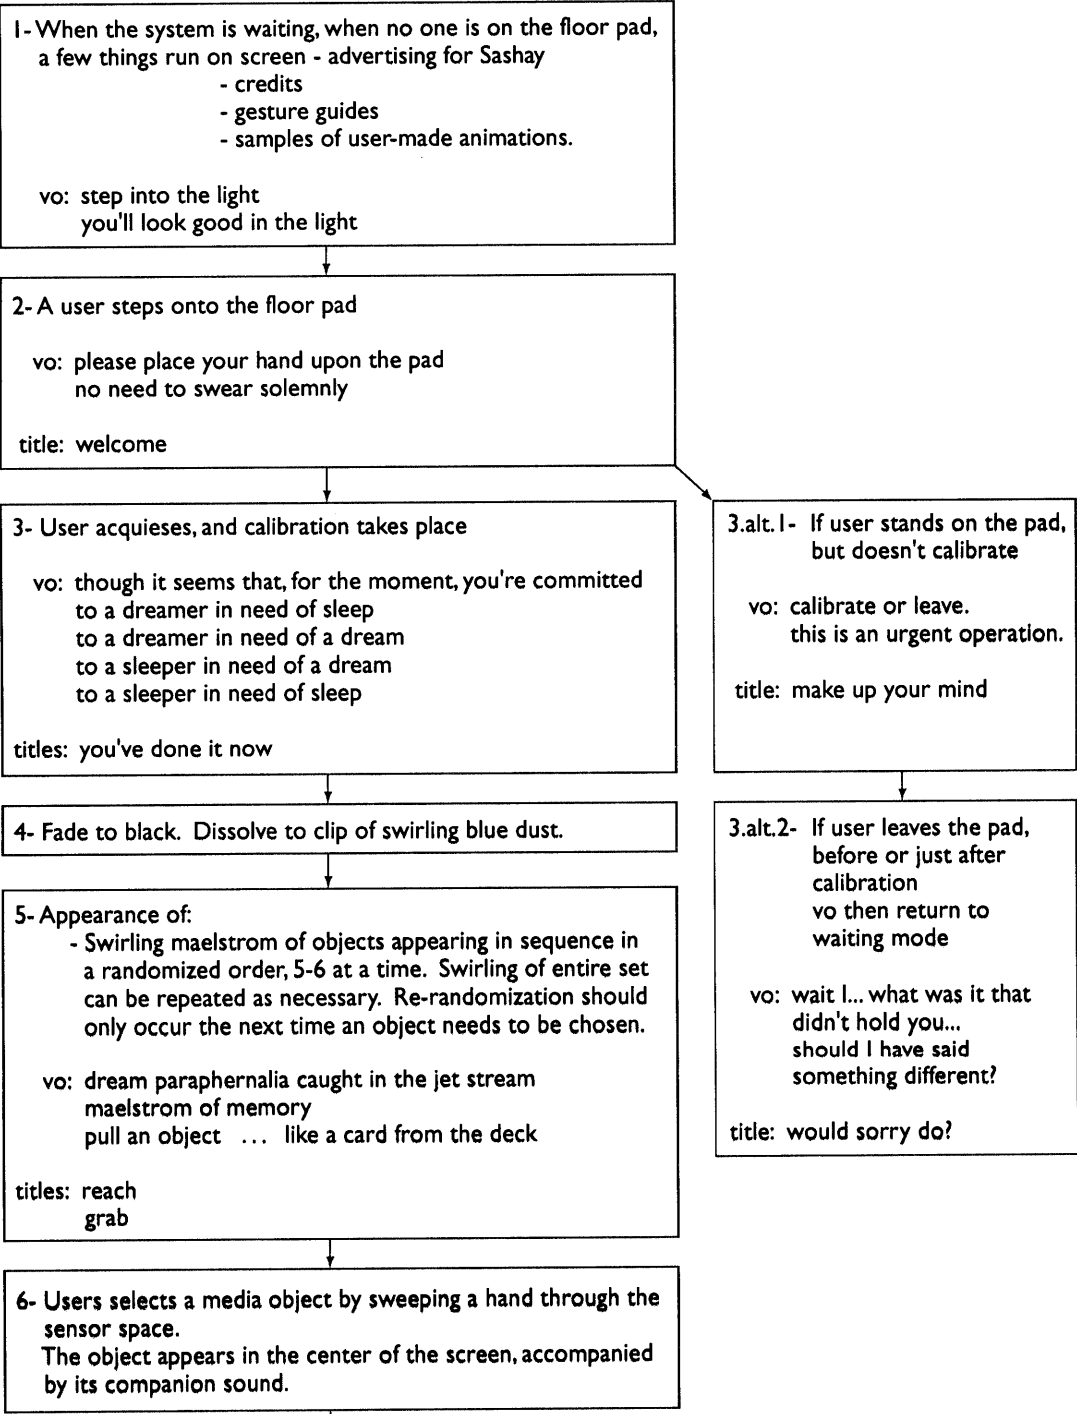 1- When the system is waiting, when no one is on the floor pad,
a few things run on screen - advertising for Sashay
- credits
- gesture guides
- samples of user-made animations.
vo: step into the light
you'll look good in the light
2- A user steps onto the floor pad
vo: please place your hand upon the pad
no need to swear solemnly
title: welcome
3- User acquieses, and calibration takes place
vo: though it seems that, for the moment, you're committed
to a dreamer in need of sleep
to a dreamer in need of a dream
to a sleeper in need of a dream
to a sleeper in need of sleep
titles: you've done it now
3.alt.1- If user stands on the pad,
but doesn't calibrate
vo: calibrate or leave.
this is an urgent operation.
title: make up your mind
3.alt.2- If user leaves the pad,
before or just after
calibration
vo then return to
waiting mode
vo: wait I... what was it that
didn't hold you...
should I have said
something different?
title: would sorry do?
4- Fade to black. Dissolve to clip of swirling blue dust.
5- Appearance of:
- Swirling maelstrom of objects appearing in sequence in
a randomized order, 5-6 at a time. Swirling of entire set
can be repeated as necessary. Re-randomization should
only occur the next time an object needs to be chosen.
vo: dream paraphernalia caught in the jet stream
maelstrom of memory
pull an object ... like a card from the deck
titles: reach
grab
6- Users selects a media object by sweeping a hand through the
sensor space.
The object appears in the center of the screen, accompanied
by its companion sound.